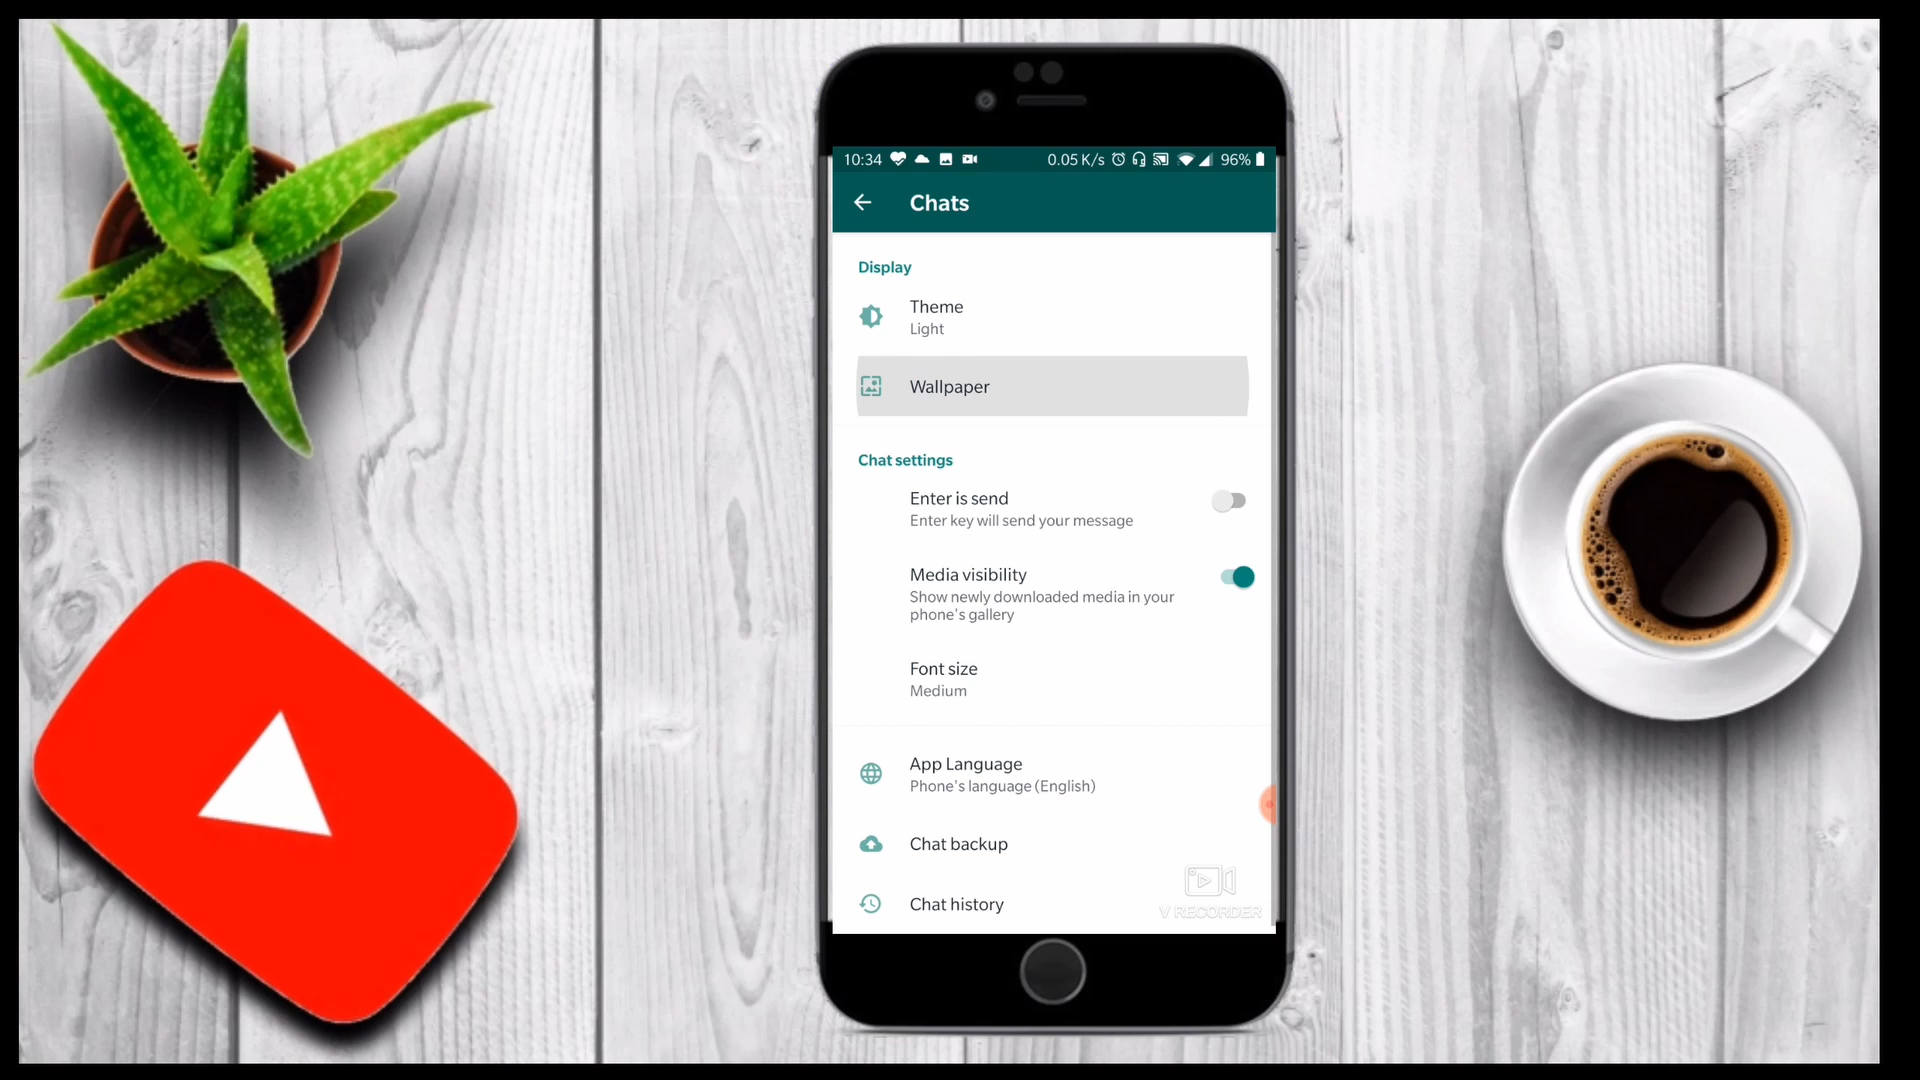 10:34 0.05 K/s 96%
Chats
Display
Theme
Light
Wallpaper
Chat settings
Enter is send
Enter key will send your message
Media visibility
Show newly downloaded media in your
phone's gallery
Font size
Medium
App Language
Phone's language (English)
Chat backup
Chat history
V RECORDER